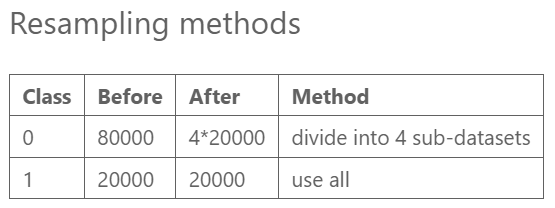 Resampling methods
Class Before After Method
0 80000 4*20000 divide into 4 sub-datasets
1 20000 20000 use all